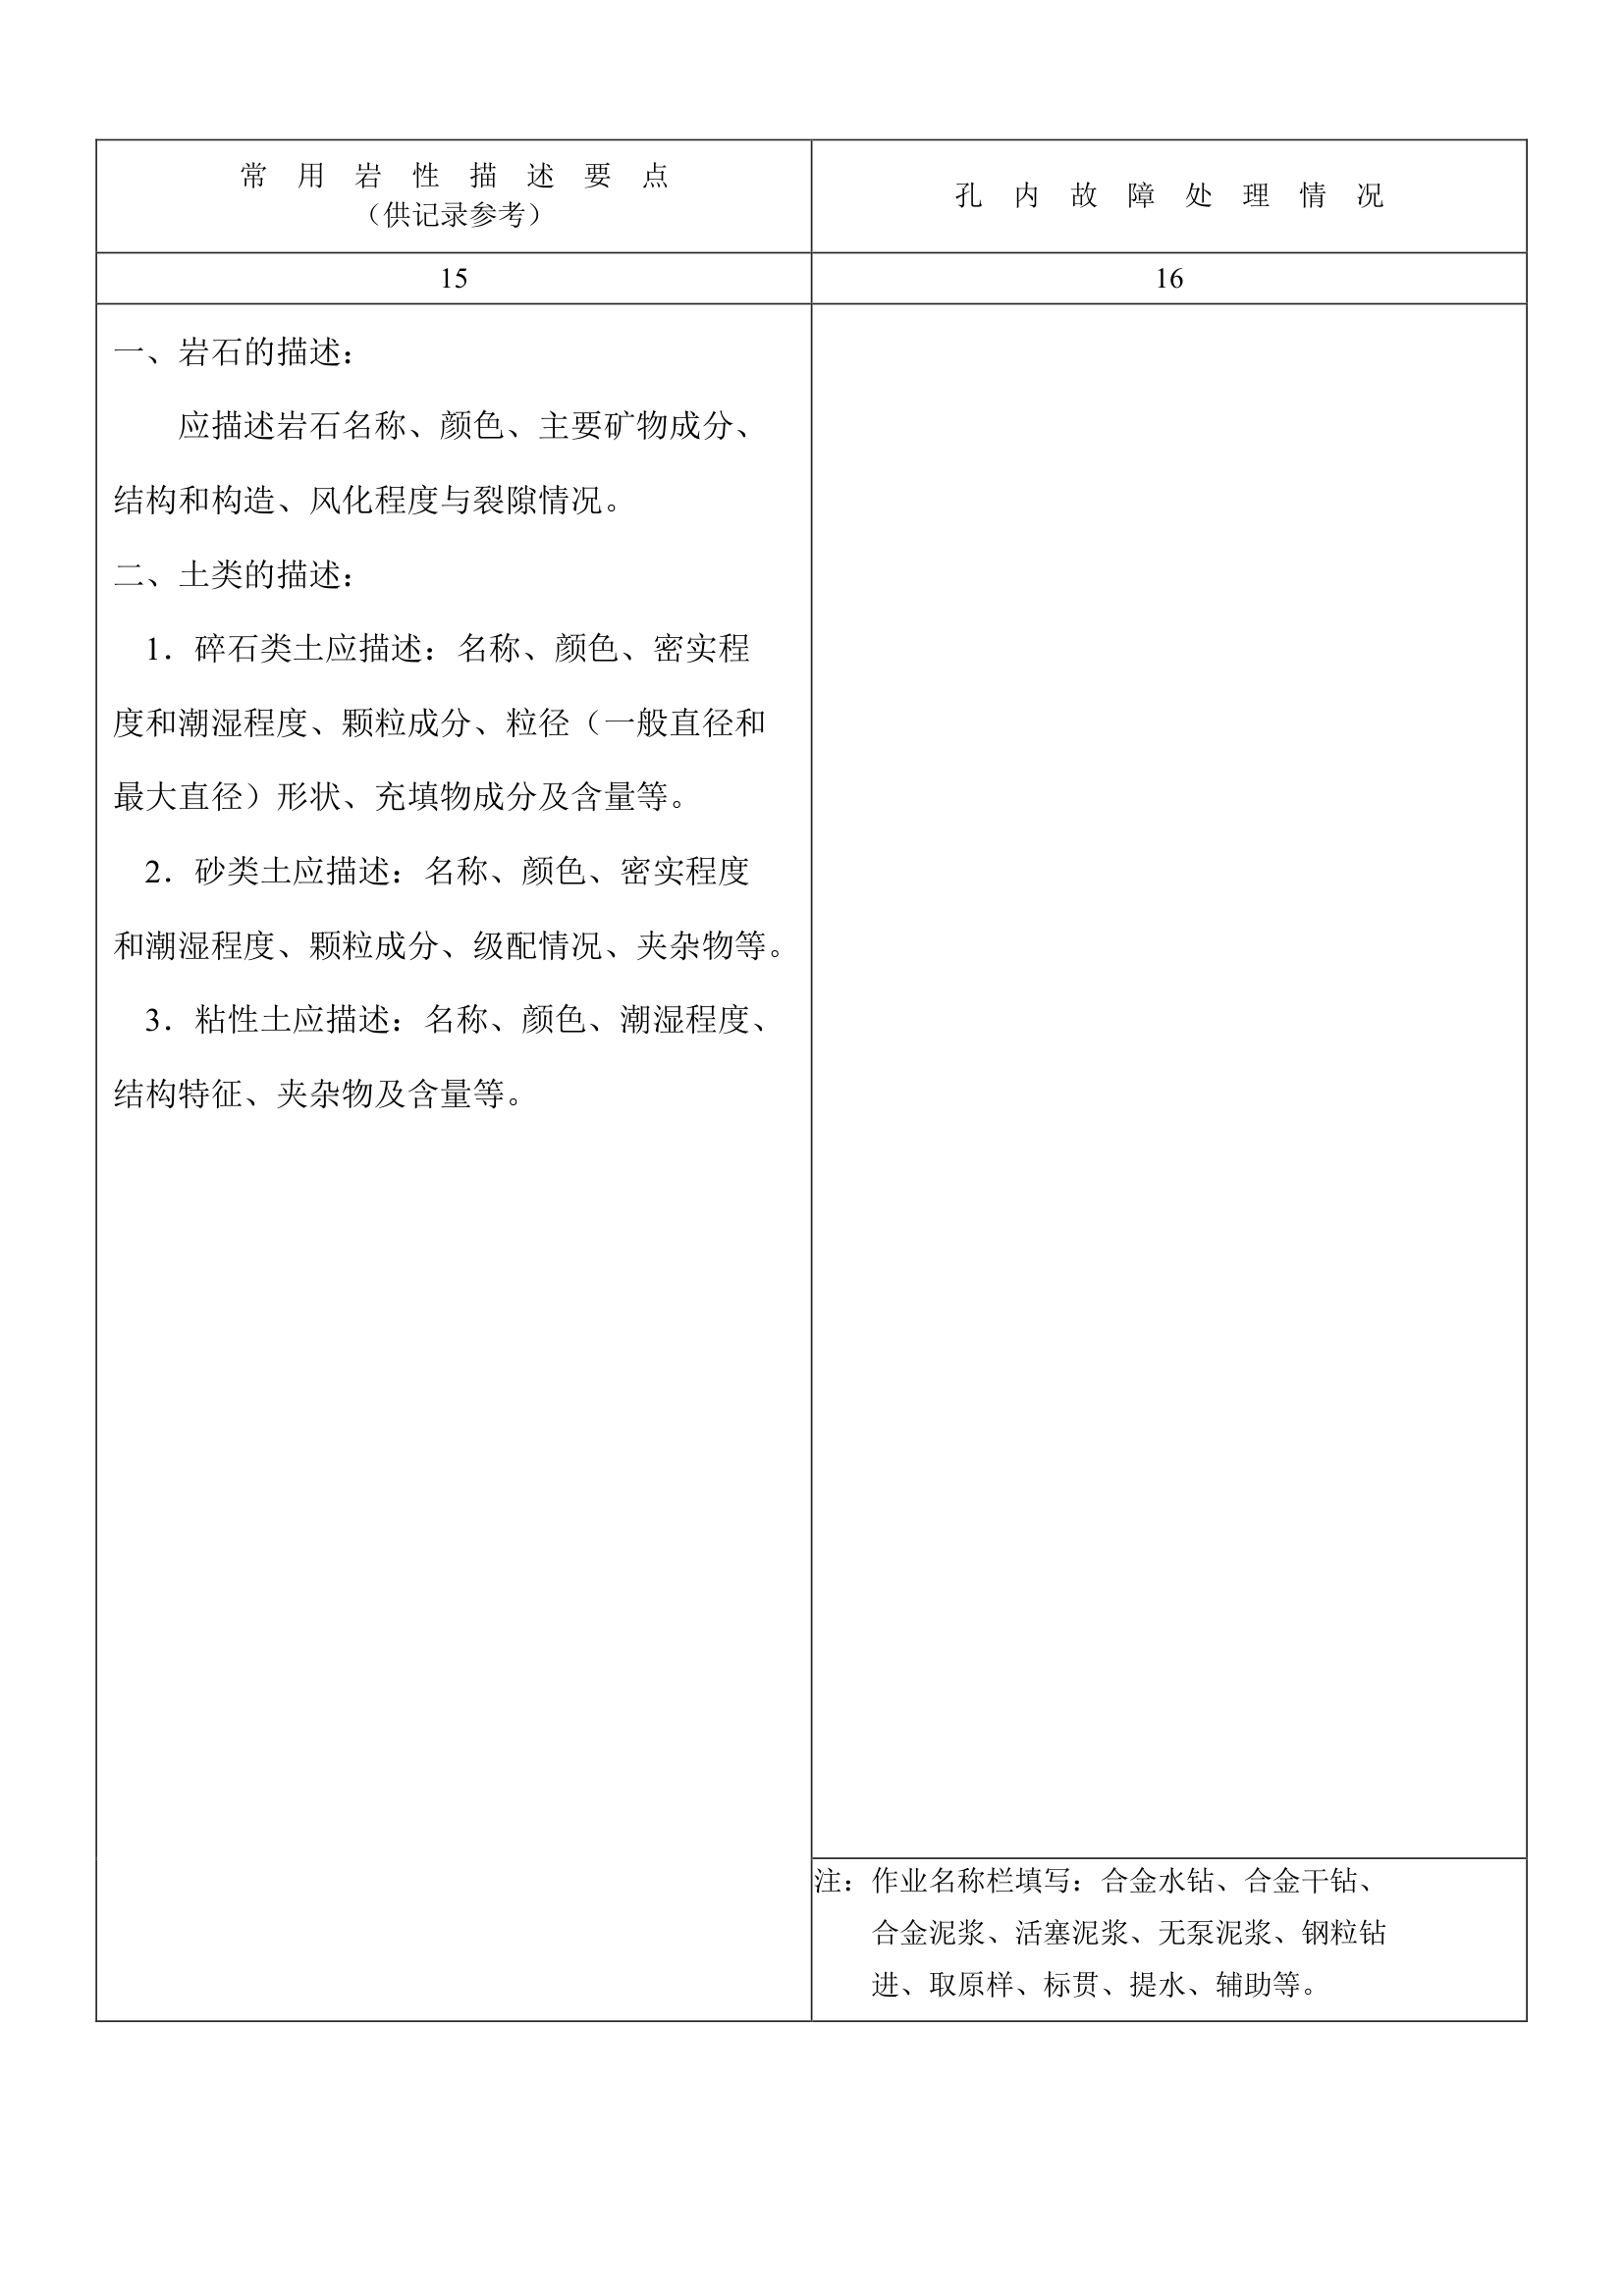 常用岩性描述要点
（供记录参考）
孔内故障处理情况
15
16
一、岩石的描述：
应描述岩石名称、颜色、主要矿物成分、
结构和构造、风化程度与裂隙情况。
二、土类的描述：
1．碎石类土应描述：名称、颜色、密实程
度和潮湿程度、颗粒成分、粒径（一般直径和
最大直径）形状、充填物成分及含量等。
2．砂类土应描述：名称、颜色、密实程度
和潮湿程度、颗粒成分、级配情况、夹杂物等。
3．粘性土应描述：名称、颜色、潮湿程度、
结构特征、夹杂物及含量等。
注：作业名称栏填写：合金水钻、合金干钻、
合金泥浆、活塞泥浆、无泵泥浆、钢粒钻
进、取原样、标贯、提水、辅助等。